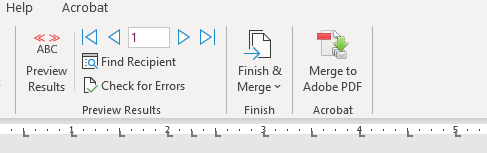 Help Acrobat
ABC
1
Preview
Results
Find Recipient
Check for Errors
Finish &
Merge
Merge to
Adobe PDF
Preview Results Finish Acrobat
1 2 3 4 5